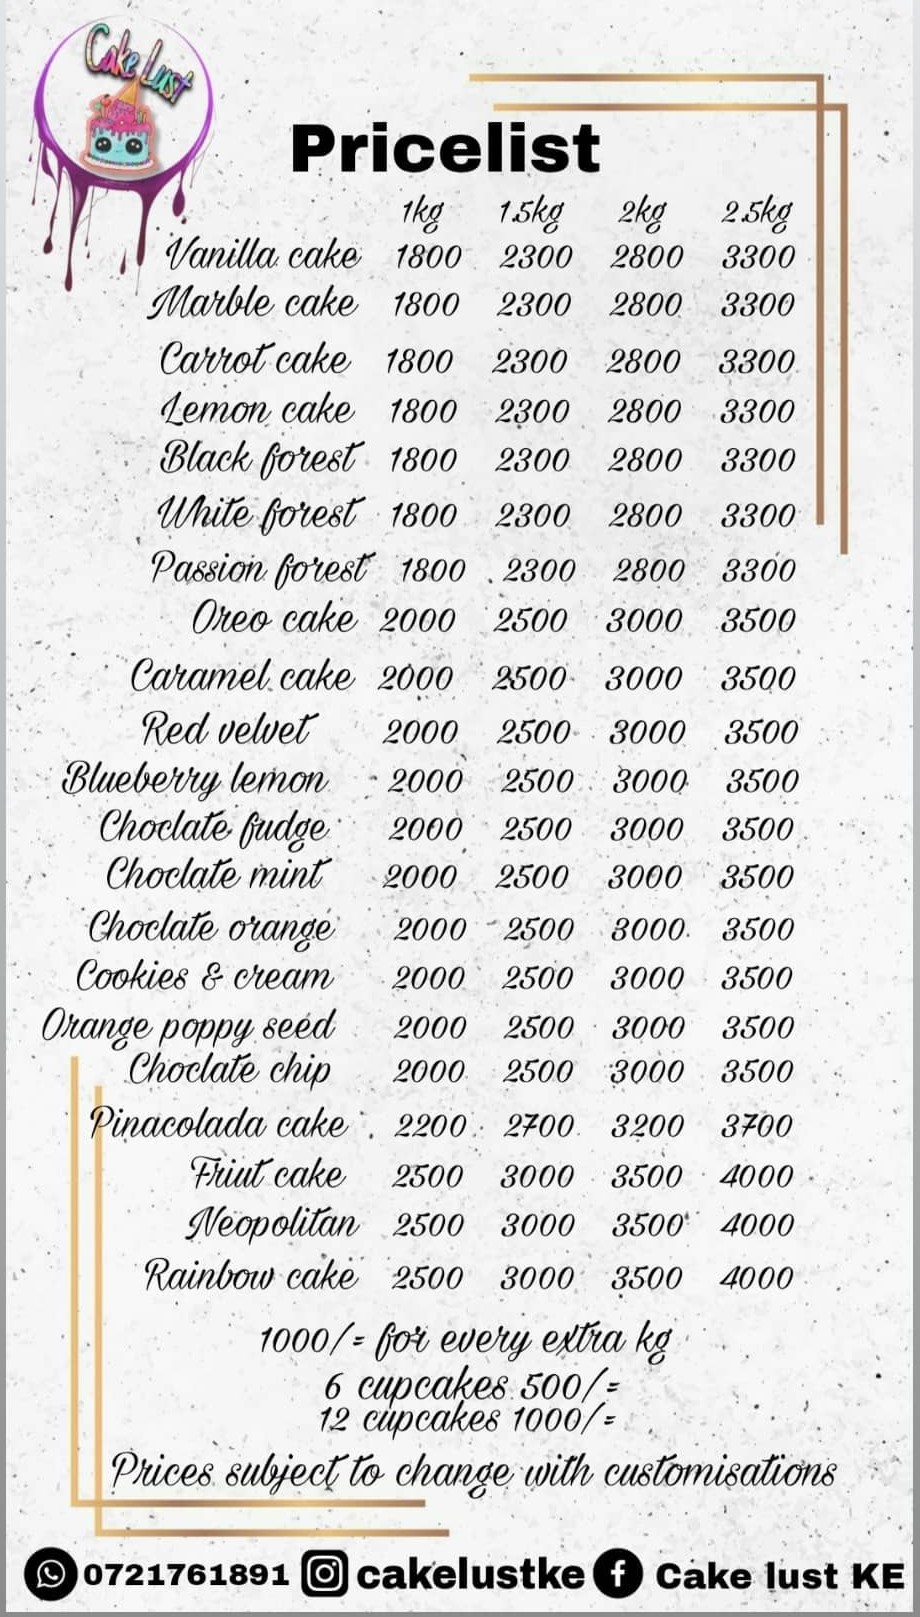 Cake Lust
Pricelist
1kg 1.5kg 2kg 2.5kg
Vanilla cake 1800 2300 2800 3300
Marble cake 1800 2300 2800 3300
Carrot cake 1800 2300 2800 3300
Lemon cake 1800 2300 2800 3300
Black forest 1800 2300 2800 3300
White forest 1800 2300 2800 3300
Passion forest 1800 2300 2800 3300
Oreo cake 2000 2500 3000 3500
Caramel cake 2000 2500 3000 3500
Red velvet 2000 2500 3000 3500
Blueberry lemon 2000 2500 3000 3500
Choclate fudge 2000 2500 3000 3500
Choclate mint 2000 2500 3000 3500
Choclate orange 2000 2500 3000 3500
Cookies & cream 2000 2500 3000 3500
Orange poppy seed 2000 2500 3000 3500
Choclate chip 2000 2500 3000 3500
Pinacolada cake 2200 2700 3200 3700
Friut cake 2500 3000 3500 4000
Neopolitan 2500 3000 3500 4000
Rainbow cake 2500 3000 3500 4000
1000/= for every extra kg
6 cupcakes 500/=
12 cupcakes 1000/=
Prices subject to change with customisations
0721761891 cakelustke Cake lust KE